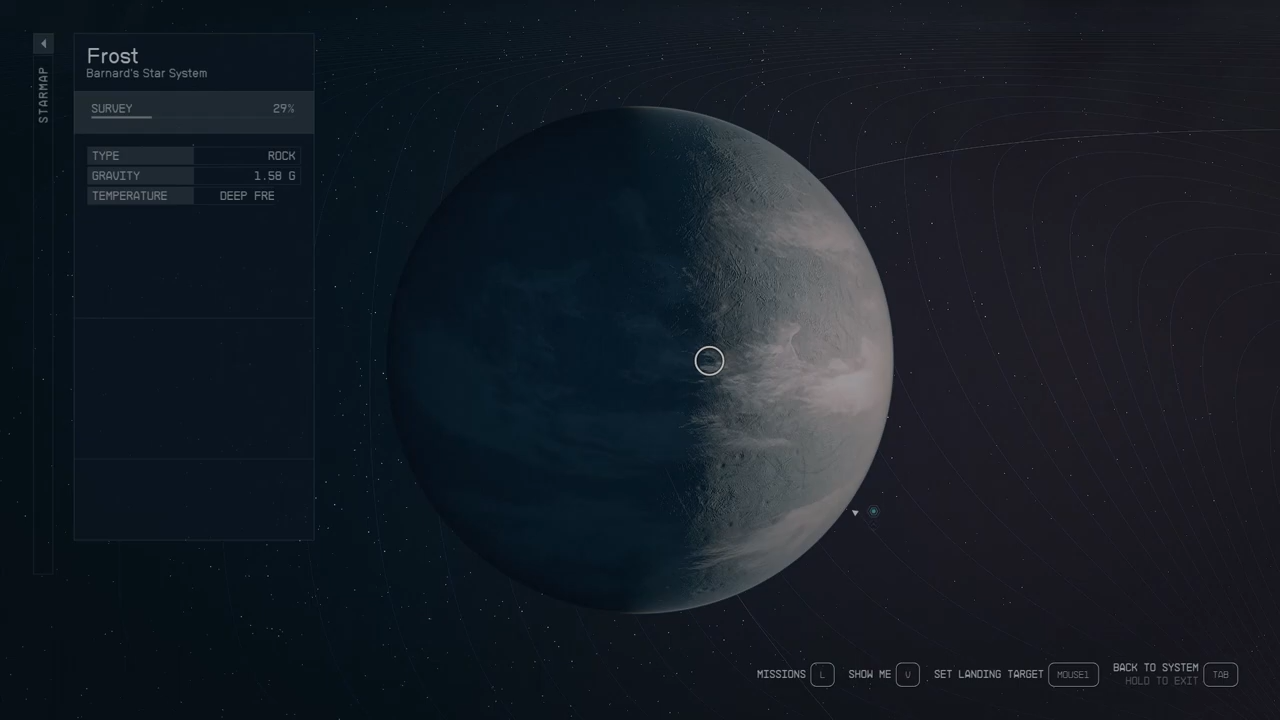 Frost
Barnard's Star System
STARMAP
SURVEY 29%
TYPE ROCK
GRAVITY 1.58 G
TEMPERATURE DEEP FRE
MISSIONS L
SHOW ME V
SET LANDING TARGET MOUSE1
BACK TO SYSTEM
HOLD TO EXIT TAB